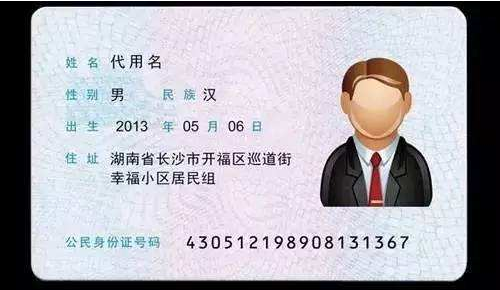 姓名 代用名
性别 男 民族 汉
出生 2013 年 05 月 06 日
住址 湖南省长沙市开福区巡道街
幸福小区居民组
公民身份证号码 430512198908131367